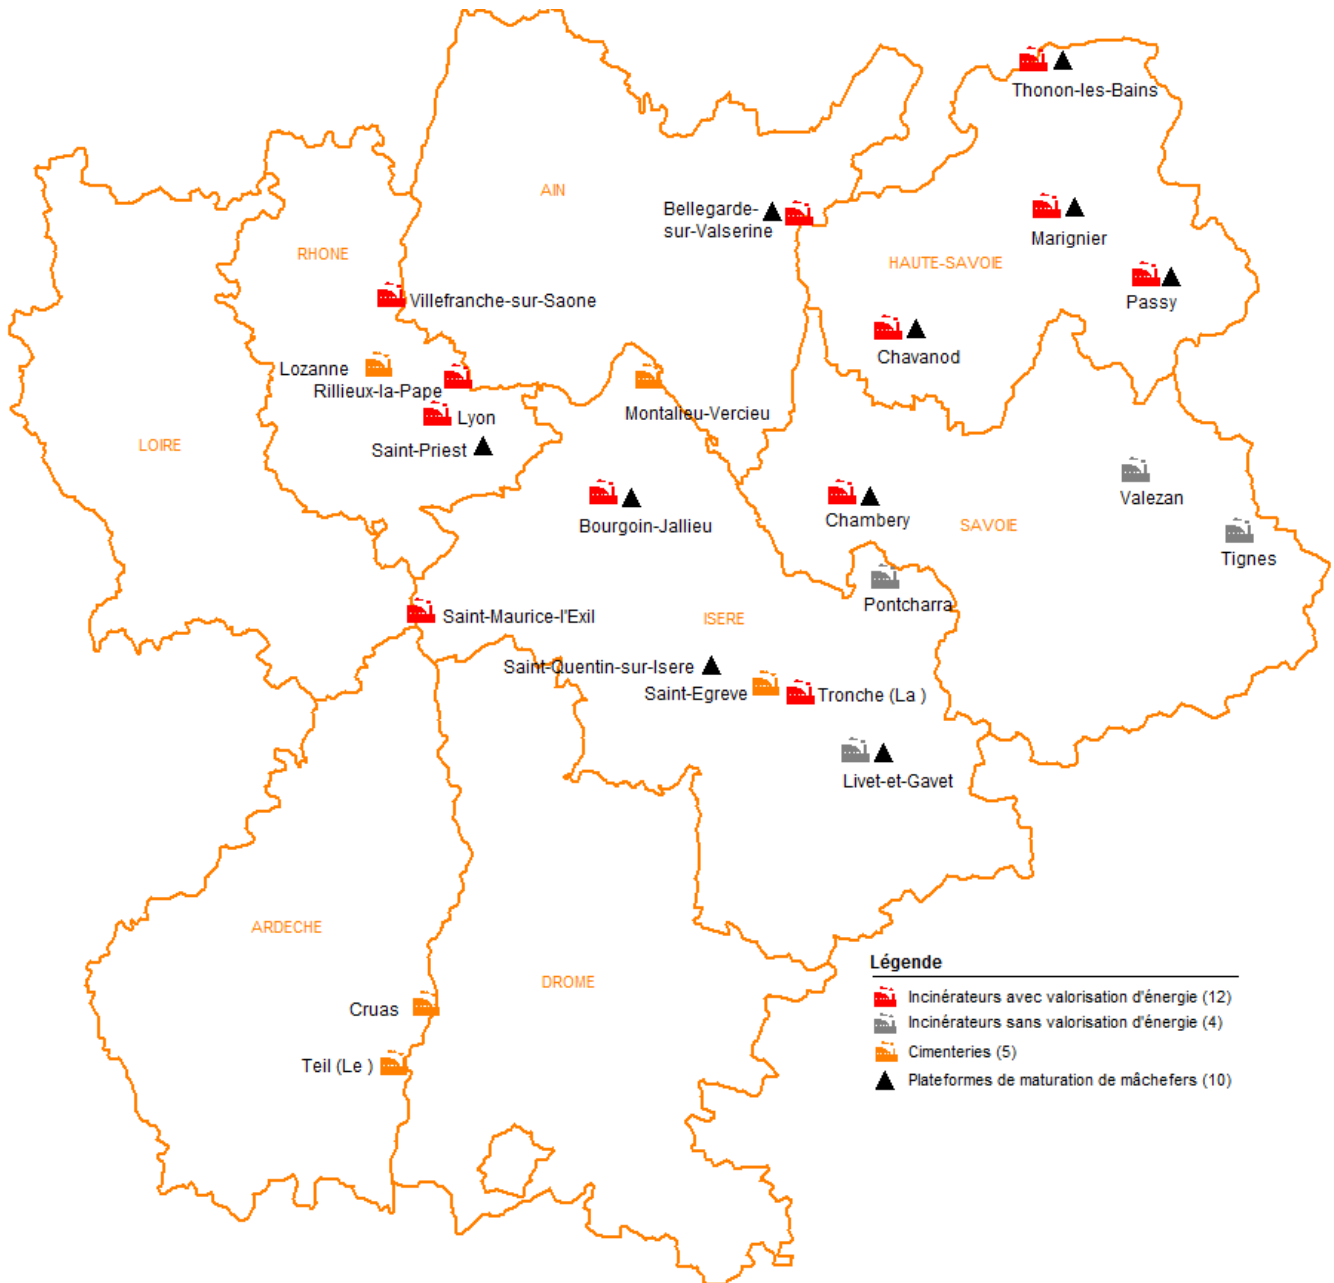 Thonon-les-Bains
AIN
Bellegarde-
sur-Valserine
Marignier
RHONE
HAUTE-SAVOIE
Villefranche-sur-Saone
Passy
Chavanod
Lozanne
Rillieux-la-Pape
Montalieu-Vercieu
Lyon
LOIRE
Saint-Priest
Valezan
Bourgoin-Jallieu
Chambery
SAVOIE
Tignes
Pontcharra
Saint-Maurice-l'Exil
ISERE
Saint-Quentin-sur-Isere
Saint-Egreve
Tronche (La )
Livet-et-Gavet
ARDECHE
DROME
Cruas
Teil (Le )
Légende
Incinérateurs avec valorisation d'énergie (12)
Incinérateurs sans valorisation d'énergie (4)
Cimenteries (5)
Plateformes de maturation de mâchefers (10)